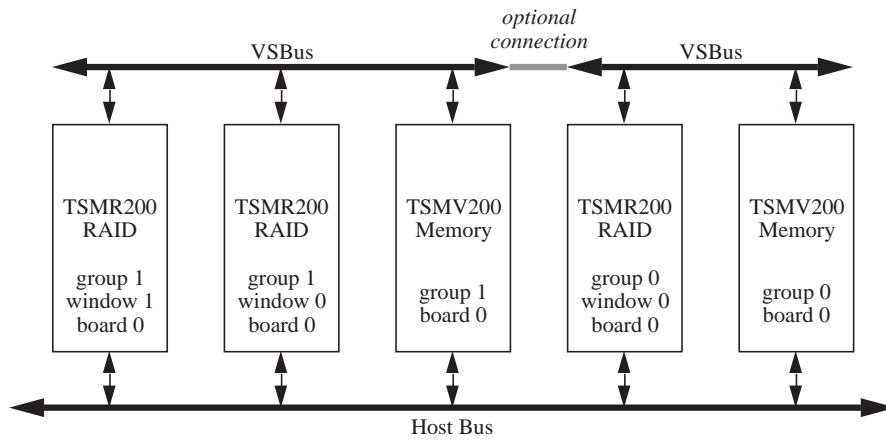 optional
connection
VSBus
VSBus
TSMR200
RAID
group 1
window 1
board 0
TSMR200
RAID
group 1
window 0
board 0
TSMV200
Memory
group 1
board 0
TSMR200
RAID
group 0
window 0
board 0
TSMV200
Memory
group 0
board 0
Host Bus